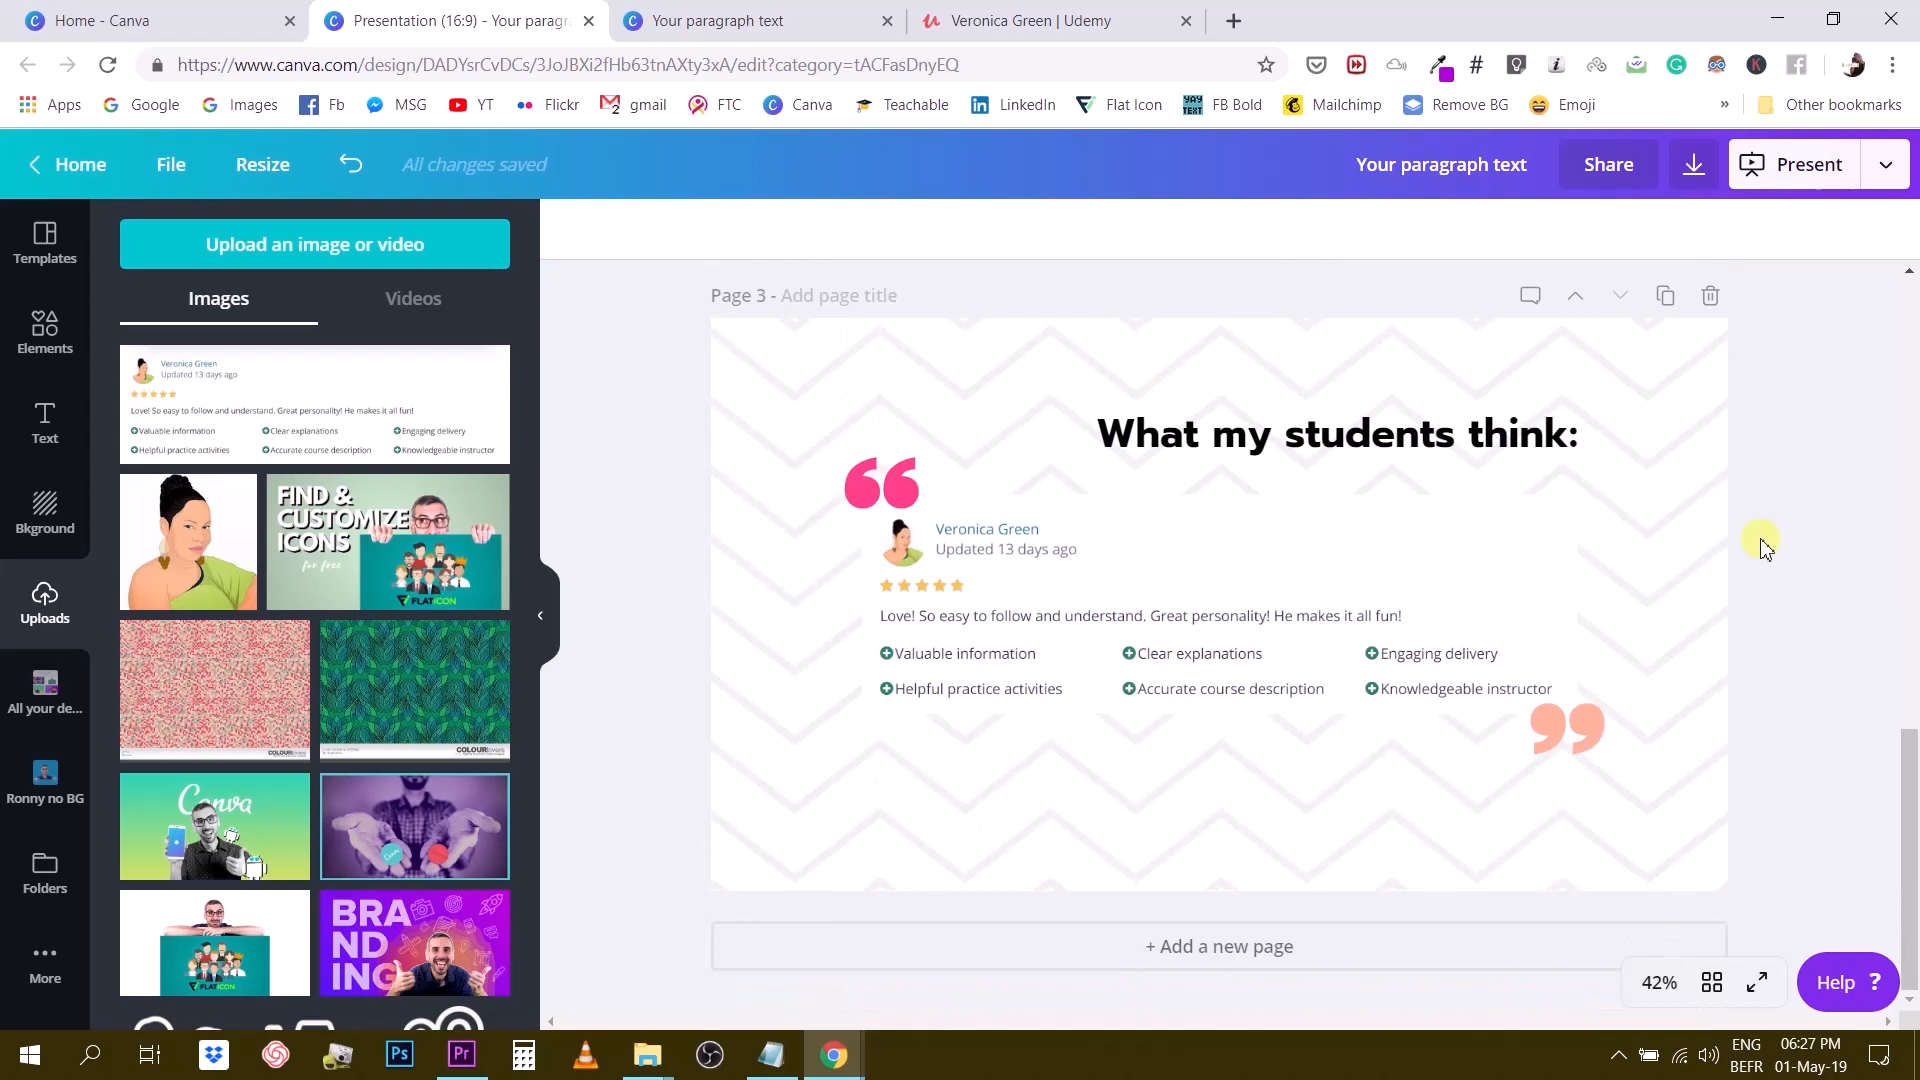 Home - Canva
Presentation (16:9) - Your paragr
Your paragraph text
Veronica Green | Udemy
https://www.canva.com/design/DADYsrCvDCs/3JoJBXi2fHb63tnAXty3xA/edit?category=tACFasDnyEQ
Apps Google Images Fb MSG YT Flickr gmail FTC Canva Teachable LinkedIn Flat Icon FB Bold Mailchimp Remove BG Emoji » Other bookmarks
Home File Resize All changes saved Your paragraph text Share Present
Templates
Elements
Text
Bkground
Uploads
All your de...
Ronny no BG
Folders
More
Upload an image or video
Images Videos
Veronica Green
Updated 13 days ago
Love! So easy to follow and understand. Great personality! He makes it all fun!
Valuable information Clear explanations Engaging delivery
Helpful practice activities Accurate course description Knowledgeable instructor
FIND &
CUSTOMIZE
ICONS
for free
FLATICON
COLOURlovers
COLOURlovers
Canva
Canva
FLATICON
BRA
ND
ING
Page 3 - Add page title
What my students think:
Veronica Green
Updated 13 days ago
Love! So easy to follow and understand. Great personality! He makes it all fun!
Valuable information Clear explanations Engaging delivery
Helpful practice activities Accurate course description Knowledgeable instructor
+ Add a new page
42%
Help ?
Ps
Pr
ENG
BEFR
06:27 PM
01-May-19